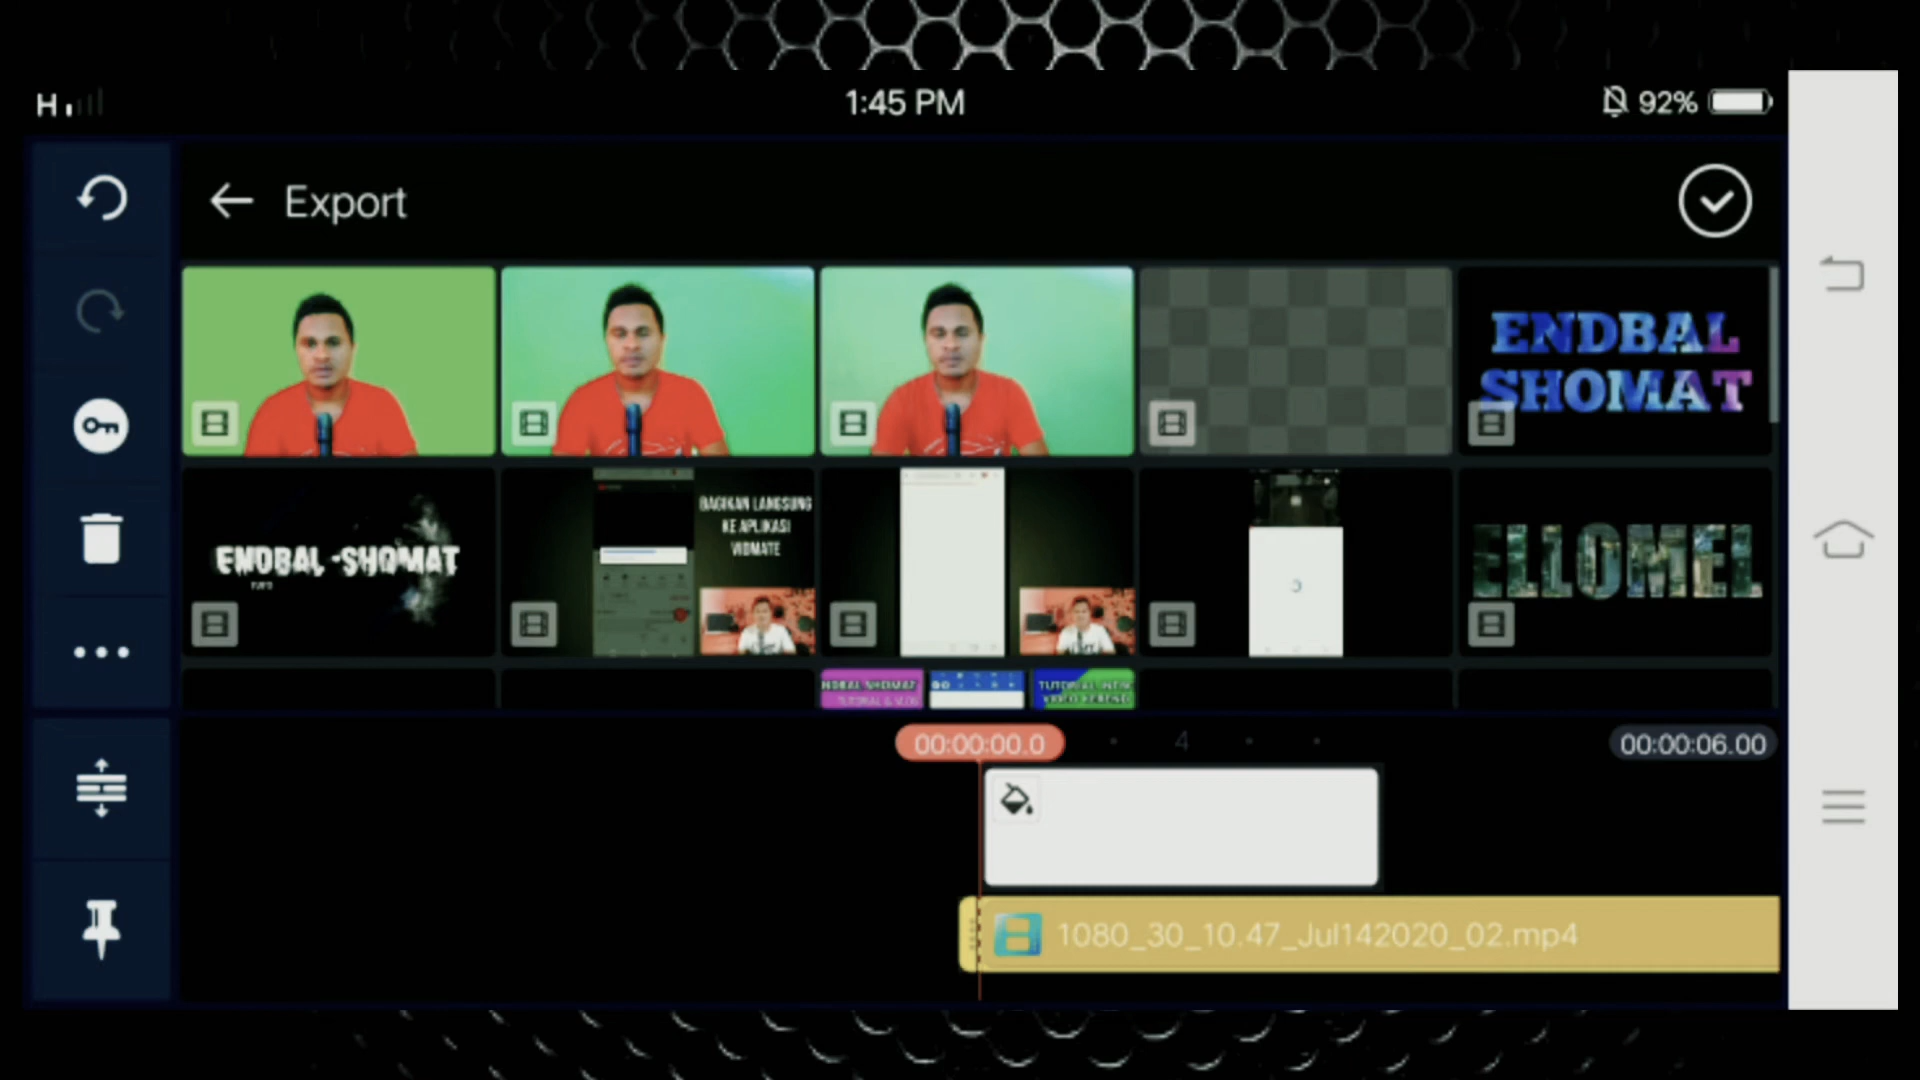 H
1:45 PM
92%
Export
ENDBAL
SHOMAT
ENDBAL -SHOMAT
BAGIKAN LANGSUNG
KE APLIKASI
VIDMATE
ELLOMEL
TUTORIAL
00:00:00.0
4
00:00:06.00
1080_30_10.47_Jul142020_02.mp4